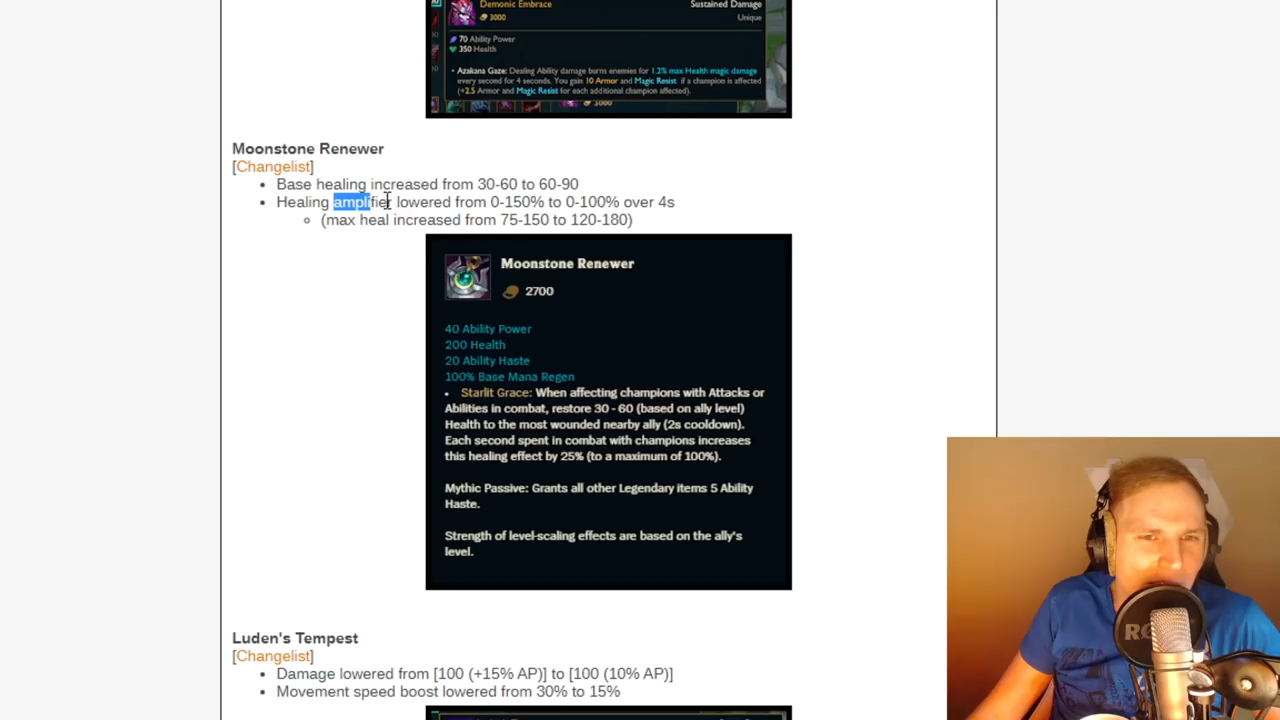 Demonic Embrace
Sustained Damage
3000
Unique
70 Ability Power
350 Health
• Azakana Gaze: Dealing Ability damage burns enemies for 1.2% max Health magic damage
every second for 4 seconds. You gain 10 Armor and Magic Resist if a champion is affected
(+2.5 Armor and Magic Resist for each additional champion affected).
3000
Moonstone Renewer
[Changelist]
• Base healing increased from 30-60 to 60-90
• Healing amplifier lowered from 0-150% to 0-100% over 4s
◦ (max heal increased from 75-150 to 120-180)
Moonstone Renewer
2700
40 Ability Power
200 Health
20 Ability Haste
100% Base Mana Regen
• Starlit Grace: When affecting champions with Attacks or
Abilities in combat, restore 30 - 60 (based on ally level)
Health to the most wounded nearby ally (2s cooldown).
Each second spent in combat with champions increases
this healing effect by 25% (to a maximum of 100%).
Mythic Passive: Grants all other Legendary items 5 Ability
Haste.
Strength of level-scaling effects are based on the ally's
level.
Luden's Tempest
[Changelist]
• Damage lowered from [100 (+15% AP)] to [100 (10% AP)]
• Movement speed boost lowered from 30% to 15%